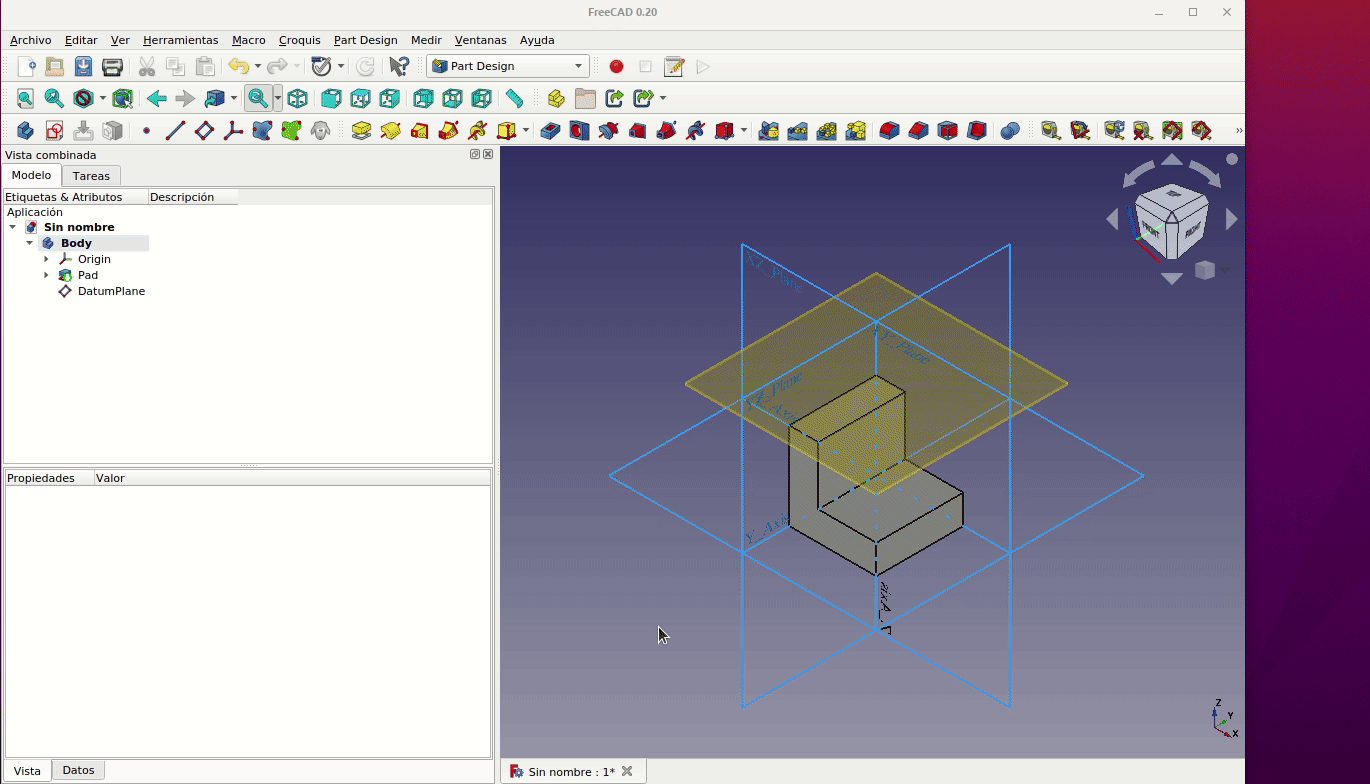 FreeCAD 0.20
Archivo Editar Ver Herramientas Macro Croquis Part Design Medir Ventanas Ayuda
Part Design
Vista combinada
Modelo Tareas
Etiquetas & Atributos Descripción
Aplicación
Sin nombre
Body
Origin
Pad
DatumPlane
Propiedades Valor
Vista Datos
XZ_Plane
XY_Plane
YZ_Plane
Y_Axis
FRONT RIGHT
Z
Y
X
Sin nombre : 1*